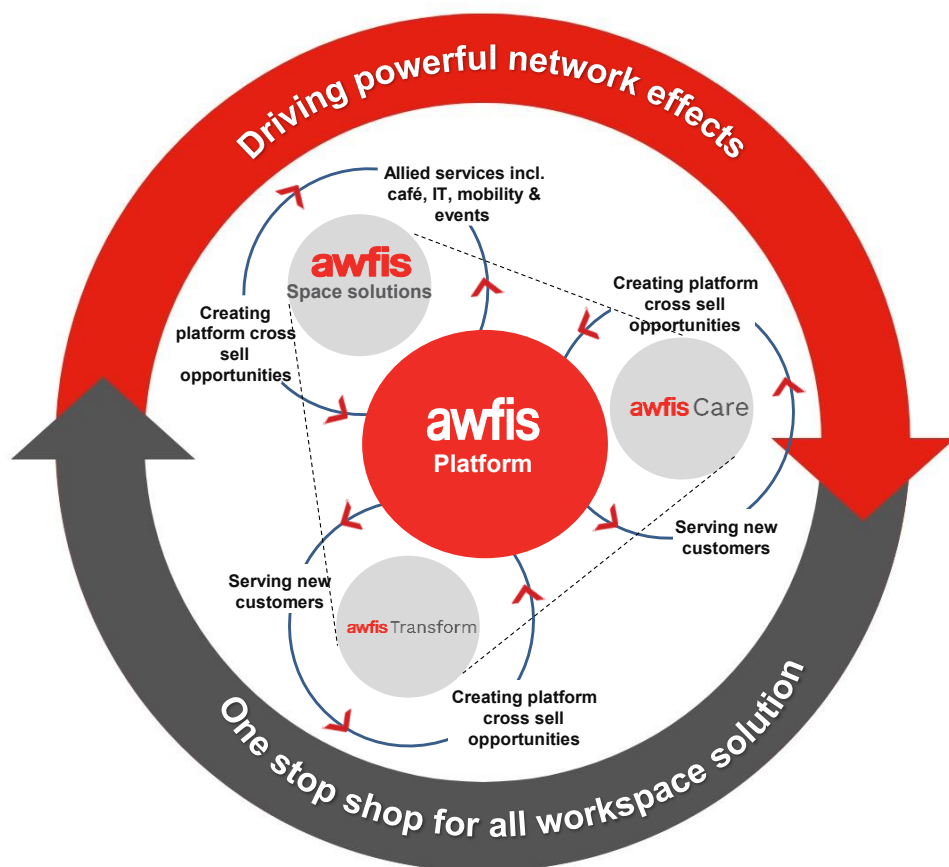 Driving powerful network effects
Allied services incl.
café, IT, mobility &
events
awfis
Space solutions
Creating
platform cross
sell
opportunities
Creating platform
cross sell
opportunities
awfis Care
awfis
Platform
Serving new
customers
Serving new
customers
awfis Transform
Creating platform
cross sell
opportunities
One stop shop for all workspace solution